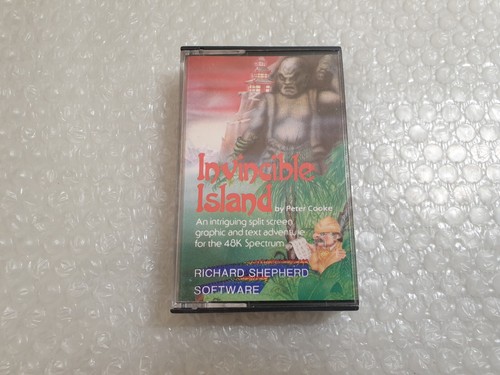 Invincible
Island
by Peter Cooke
An intriguing split screen
graphic and text adventure
for the 48K Spectrum
RICHARD SHEPHERD
SOFTWARE